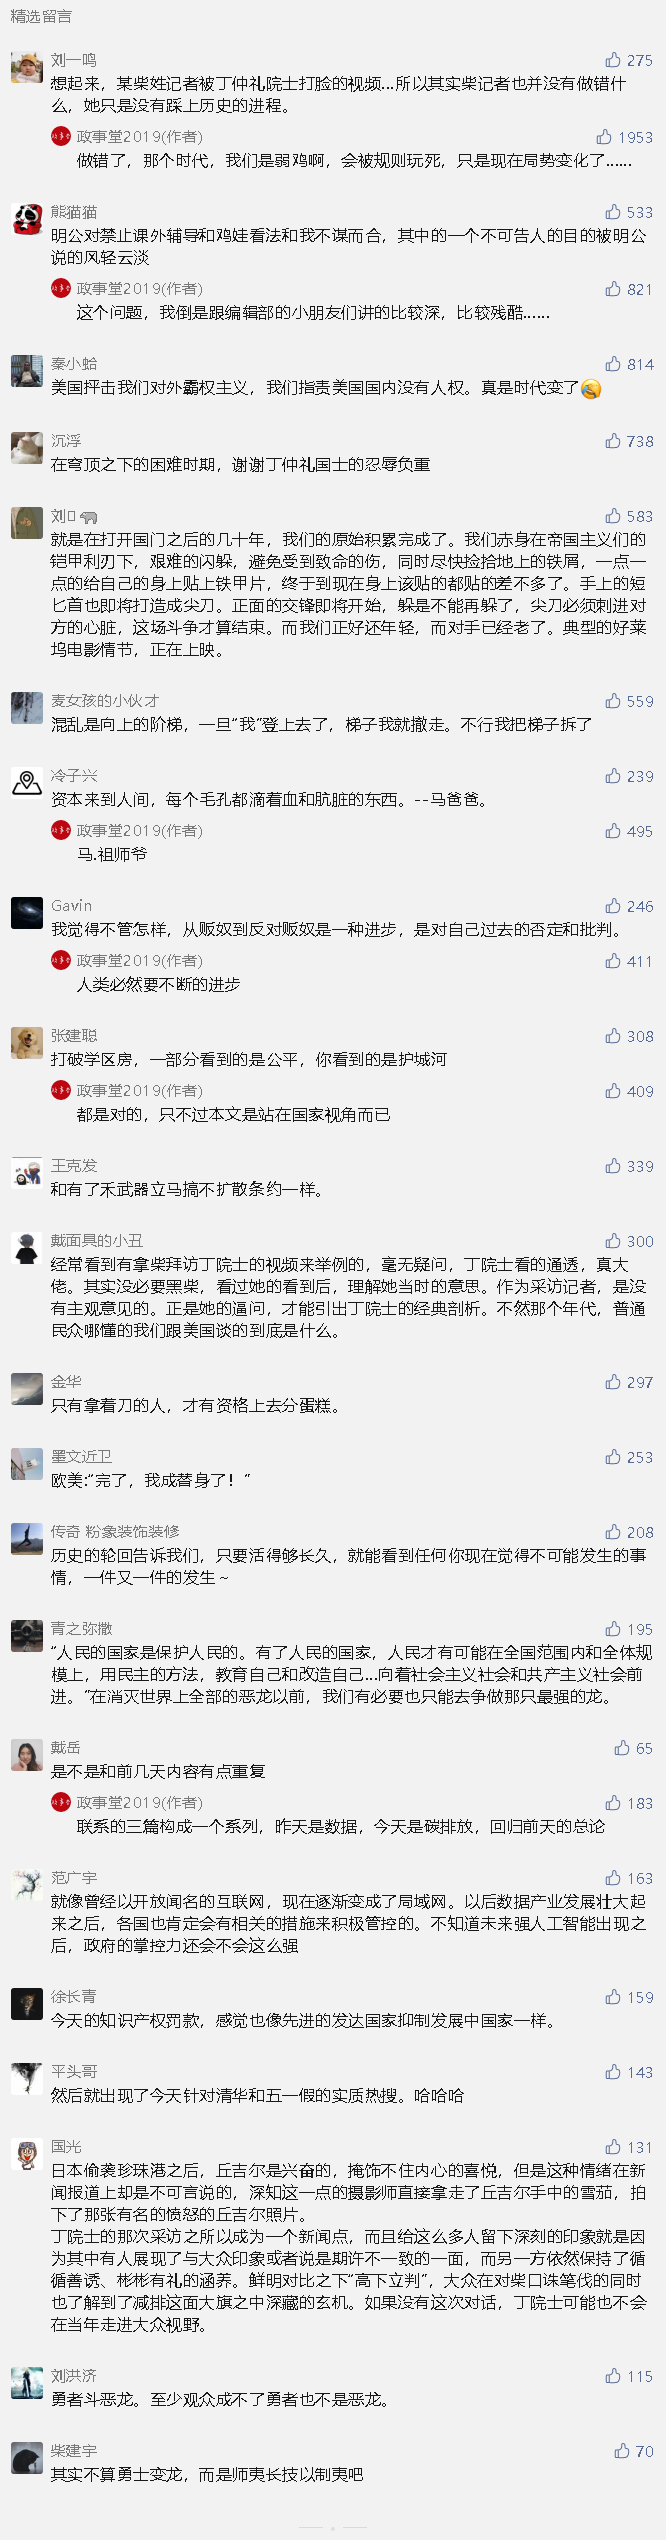 精选留言
刘一鸣
275
想起来，某柴姓记者被丁仲礼院士打脸的视频...所以其实柴记者也并没有做错什
么，她只是没有踩上历史的进程。
政事堂2019(作者)
1953
做错了，那个时代，我们是弱鸡啊，会被规则玩死，只是现在局势变化了......
熊猫猫
533
明公对禁止课外辅导和鸡娃看法和我不谋而合，其中的一个不可告人的目的被明公
说的风轻云淡
政事堂2019(作者)
821
这个问题，我倒是跟编辑部的小朋友们讲的比较深，比较残酷......
秦小蛤
814
美国抨击我们对外霸权主义，我们指责美国国内没有人权。真是时代变了
沉浮
738
在穹顶之下的困难时期，谢谢丁仲礼国士的忍辱负重
刘
583
就是在打开国门之后的几十年，我们的原始积累完成了。我们赤身在帝国主义们的
铠甲利刃下，艰难的闪躲，避免受到致命的伤，同时尽快捡拾地上的铁屑，一点一
点的给自己的身上贴上铁甲片，终于到现在身上该贴的都贴的差不多了。手上的短
匕首也即将打造成尖刀。正面的交锋即将开始，躲是不能再躲了，尖刀必须刺进对
方的心脏，这场斗争才算结束。而我们正好还年轻，而对手已经老了。典型的好莱
坞电影情节，正在上映。
麦女孩的小伙才
559
混乱是向上的阶梯，一旦“我”登上去了，梯子我就撤走。不行我把梯子拆了
冷子兴
239
资本来到人间，每个毛孔都滴着血和肮脏的东西。--马爸爸。
政事堂2019(作者)
495
马.祖师爷
Gavin
246
我觉得不管怎样，从贩奴到反对贩奴是一种进步，是对自己过去的否定和批判。
政事堂2019(作者)
411
人类必然要不断的进步
张建聪
308
打破学区房，一部分看到的是公平，你看到的是护城河
政事堂2019(作者)
409
都是对的，只不过本文是站在国家视角而已
王克发
339
和有了禾武器立马搞不扩散条约一样。
戴面具的小丑
300
经常看到有拿柴拜访丁院士的视频来举例的，毫无疑问，丁院士看的通透，真大
佬。其实没必要黑柴，看过她的看到后，理解她当时的意思。作为采访记者，是没
有主观意见的。正是她的逼问，才能引出丁院士的经典剖析。不然那个年代，普通
民众哪懂的我们跟美国谈的到底是什么。
金华
297
只有拿着刀的人，才有资格上去分蛋糕。
墨文近卫
253
欧美:“完了，我成替身了！”
传奇 粉象装饰装修
208
历史的轮回告诉我们，只要活得够长久，就能看到任何你现在觉得不可能发生的事
情，一件又一件的发生～
青之弥撒
195
“人民的国家是保护人民的。有了人民的国家，人民才有可能在全国范围内和全体规
模上，用民主的方法，教育自己和改造自己...向着社会主义社会和共产主义社会前
进。”在消灭世界上全部的恶龙以前，我们有必要也只能去争做那只最强的龙。
戴岳
65
是不是和前几天内容有点重复
政事堂2019(作者)
183
联系的三篇构成一个系列，昨天是数据，今天是碳排放，回归前天的总论
范广宇
163
就像曾经以开放闻名的互联网，现在逐渐变成了局域网。以后数据产业发展壮大起
来之后，各国也肯定会有相关的措施来积极管控的。不知道未来强人工智能出现之
后，政府的掌控力还会不会这么强
徐长青
159
今天的知识产权罚款，感觉也像先进的发达国家抑制发展中国家一样。
平头哥
143
然后就出现了今天针对清华和五一假的实质热搜。哈哈哈
国光
131
日本偷袭珍珠港之后，丘吉尔是兴奋的，掩饰不住内心的喜悦，但是这种情绪在新
闻报道上却是不可言说的，深知这一点的摄影师直接拿走了丘吉尔手中的雪茄，拍
下了那张有名的愤怒的丘吉尔照片。
丁院士的那次采访之所以成为一个新闻点，而且给这么多人留下深刻的印象就是因
为其中有人展现了与大众印象或者说是期许不一致的一面，而另一方依然保持了循
循善诱、彬彬有礼的涵养。鲜明对比之下“高下立判”，大众在对柴口诛笔伐的同时
也了解到了减排这面大旗之中深藏的玄机。如果没有这次对话，丁院士可能也不会
在当年走进大众视野。
刘洪济
115
勇者斗恶龙。至少观众成不了勇者也不是恶龙。
柴建宇
70
其实不算勇士变龙，而是师夷长技以制夷吧